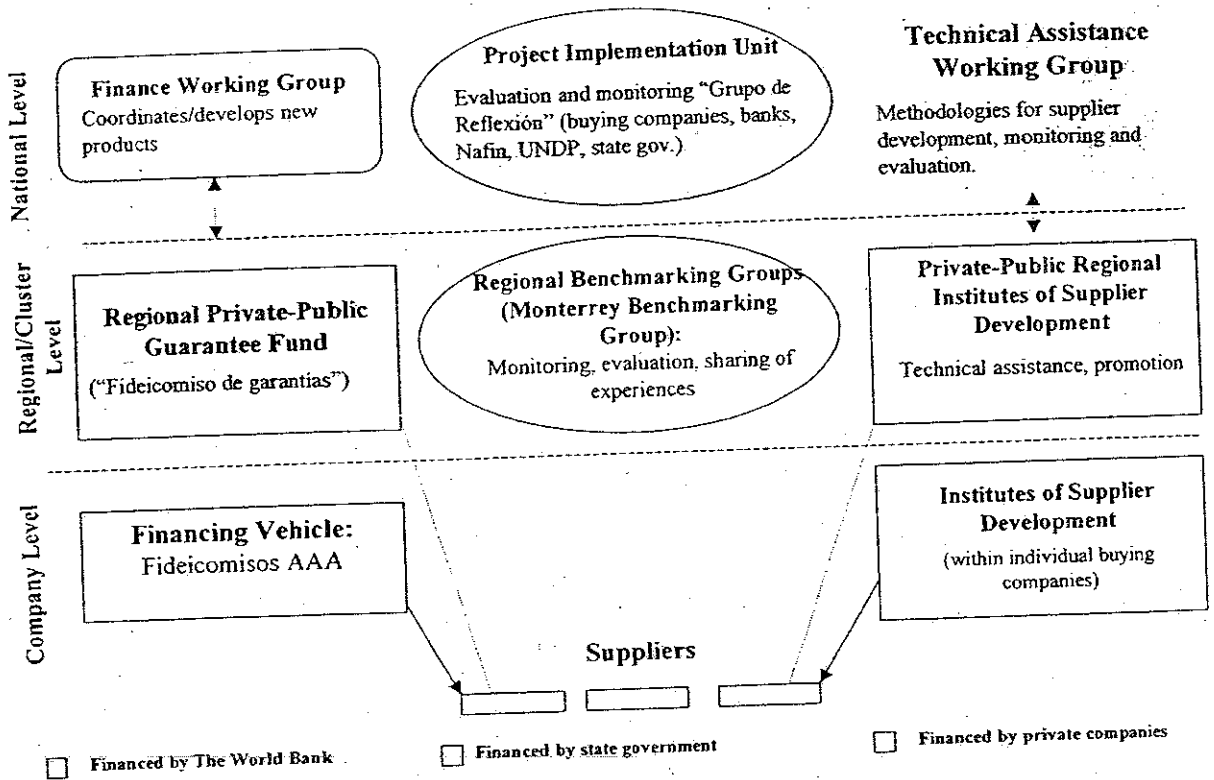 National Level
Finance Working Group
Coordinates/develops new
products
Project Implementation Unit
Evaluation and monitoring “Grupo de
Reflexión” (buying companies, banks,
Nafin, UNDP, state gov.)
Technical Assistance
Working Group
Methodologies for supplier
development, monitoring and
evaluation.
Regional/Cluster
Level
Regional Private-Public
Guarantee Fund
(“Fideicomiso de garantías”)
Regional Benchmarking Groups
(Monterrey Benchmarking
Group):
Monitoring, evaluation, sharing of
experiences
Private-Public Regional
Institutes of Supplier
Development
Technical assistance, promotion
Company Level
Financing Vehicle:
Fideicomisos AAA
Institutes of Supplier
Development
(within individual buying
companies)
Suppliers
Financed by The World Bank
Financed by state government
Financed by private companies